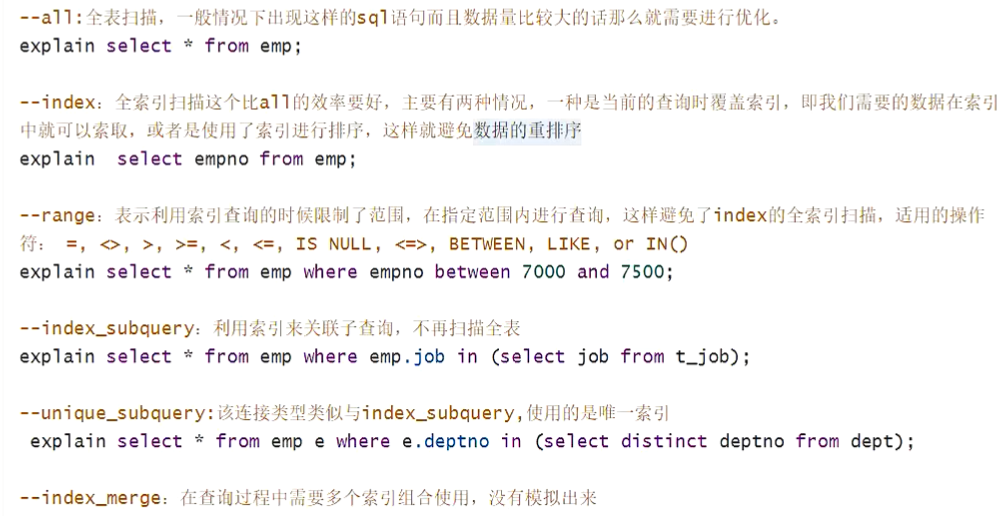 --all:全表扫描，一般情况下出现这样的sql语句而且数据量比较大的话那么就需要进行优化。
explain select * from emp;
--index：全索引扫描这个比all的效率要好，主要有两种情况，一种是当前的查询时覆盖索引，即我们需要的数据在索引
中就可以索取，或者是使用了索引进行排序，这样就避免数据的重排序
explain  select empno from emp;
--range：表示利用索引查询的时候限制了范围，在指定范围内进行查询，这样避免了index的全索引扫描，适用的操作
符： =, <>, >, >=, <, <=, IS NULL, <=>, BETWEEN, LIKE, or IN()
explain select * from emp where empno between 7000 and 7500;
--index_subquery：利用索引来关联子查询，不再扫描全表
explain select * from emp where emp.job in (select job from t_job);
--unique_subquery:该连接类型类似与index_subquery,使用的是唯一索引
explain select * from emp e where e.deptno in (select distinct deptno from dept);
--index_merge：在查询过程中需要多个索引组合使用，没有模拟出来